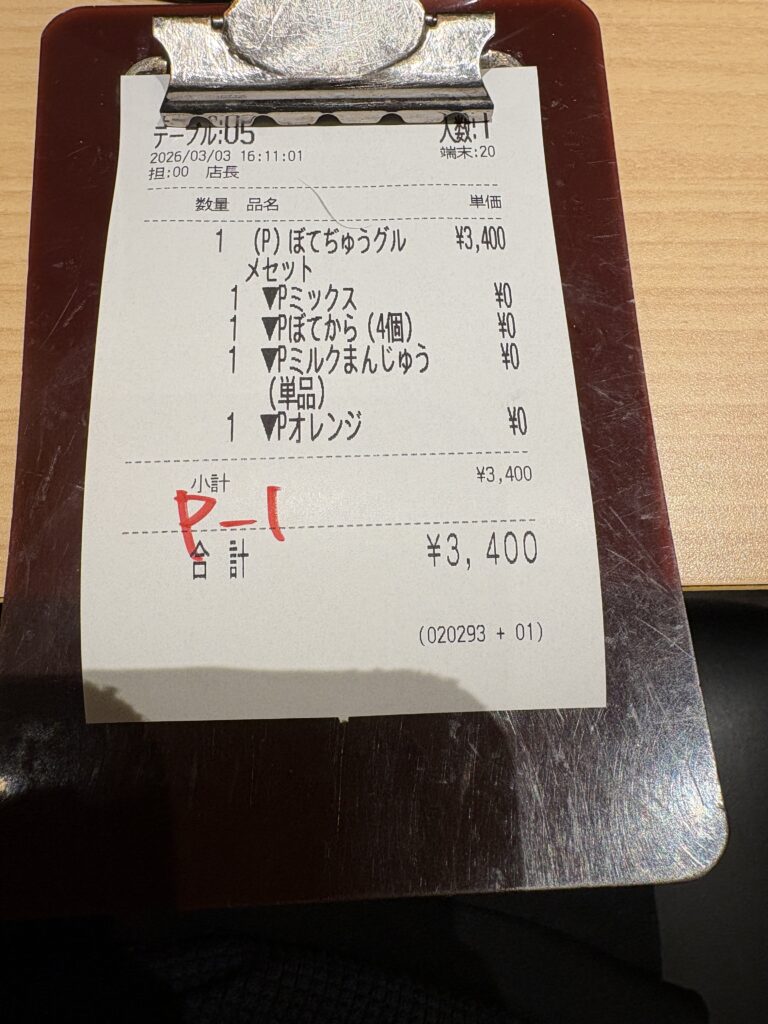 テーブル:05 人数:1
2026/03/03 16:11:01 端末:20
担:00 店長
数量 品名 単価
1 (P)ぼてぢゅうグル ¥3,400
メセット
1 ▼Pミックス ¥0
1 ▼Pぼてから(4個) ¥0
1 ▼Pミルクまんじゅう ¥0
(単品)
1 ▼Pオレンジ ¥0
小計 ¥3,400
P-1
合計 ¥3,400
(020293 + 01)